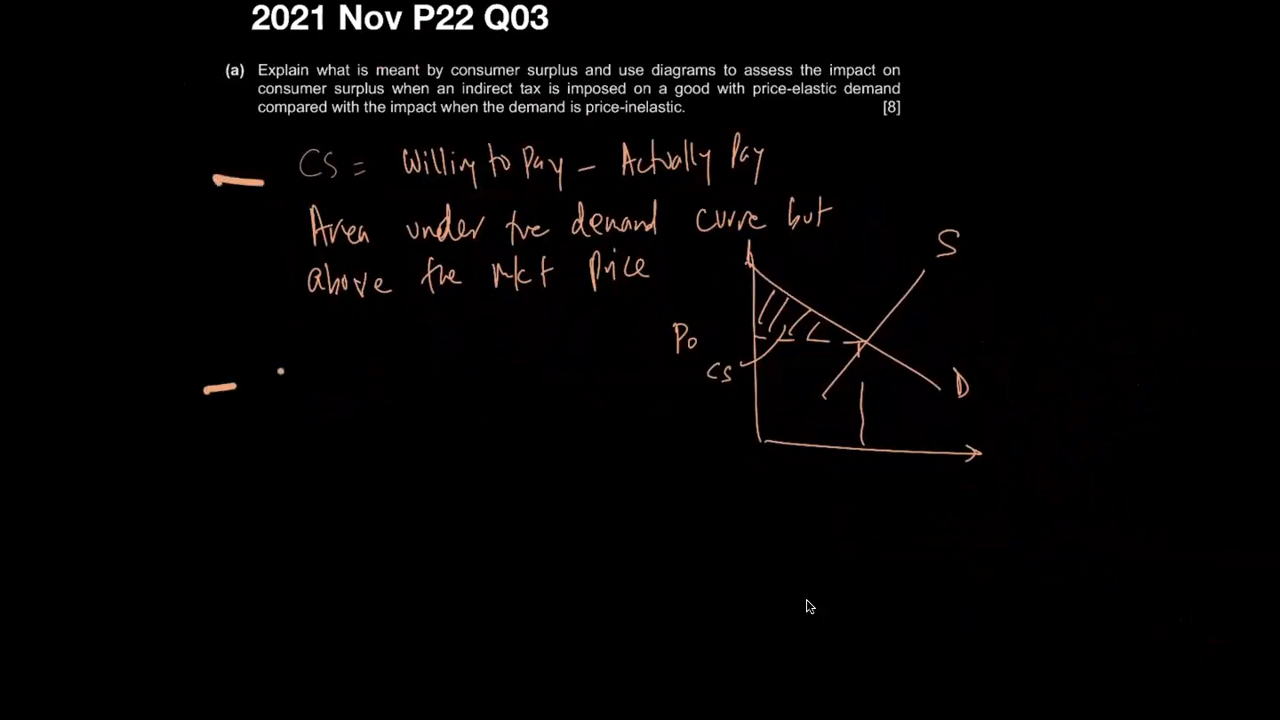 2021 Nov P22 Q03
(a) Explain what is meant by consumer surplus and use diagrams to assess the impact on
consumer surplus when an indirect tax is imposed on a good with price-elastic demand
compared with the impact when the demand is price-inelastic. [8]
CS = Willing to Pay - Actually Pay
Area under the demand curve but
above the mkt Price
S
Po
CS
D